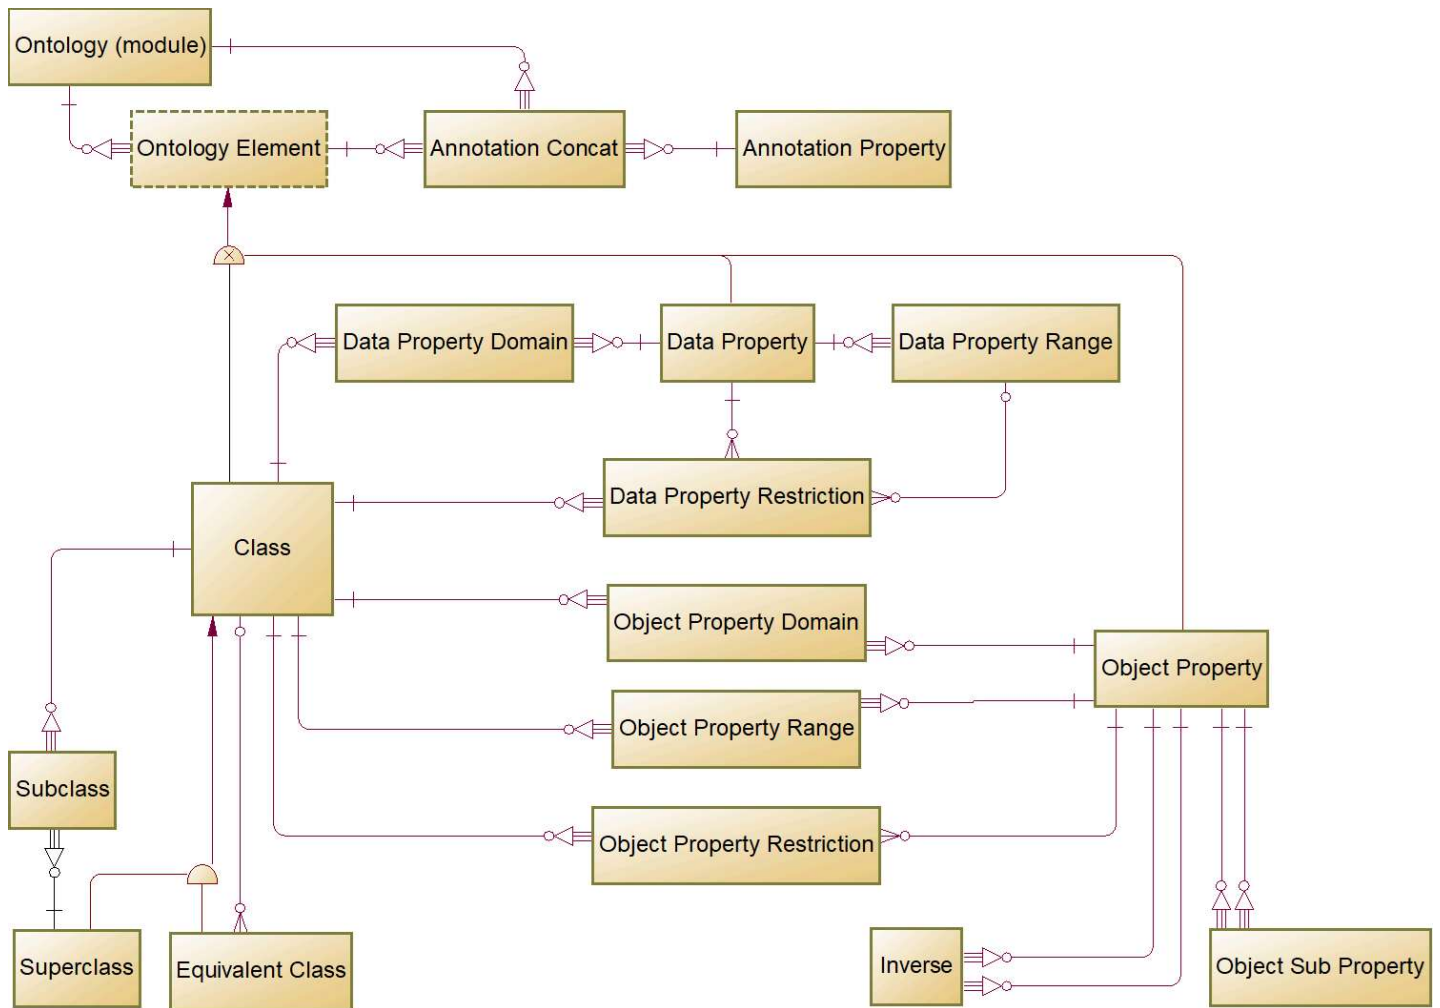 Ontology (module)
Ontology Element
Annotation Concat
Annotation Property
Data Property Domain
Data Property
Data Property Range
Data Property Restriction
Class
Object Property Domain
Object Property
Object Property Range
Subclass
Object Property Restriction
Superclass
Equivalent Class
Inverse
Object Sub Property